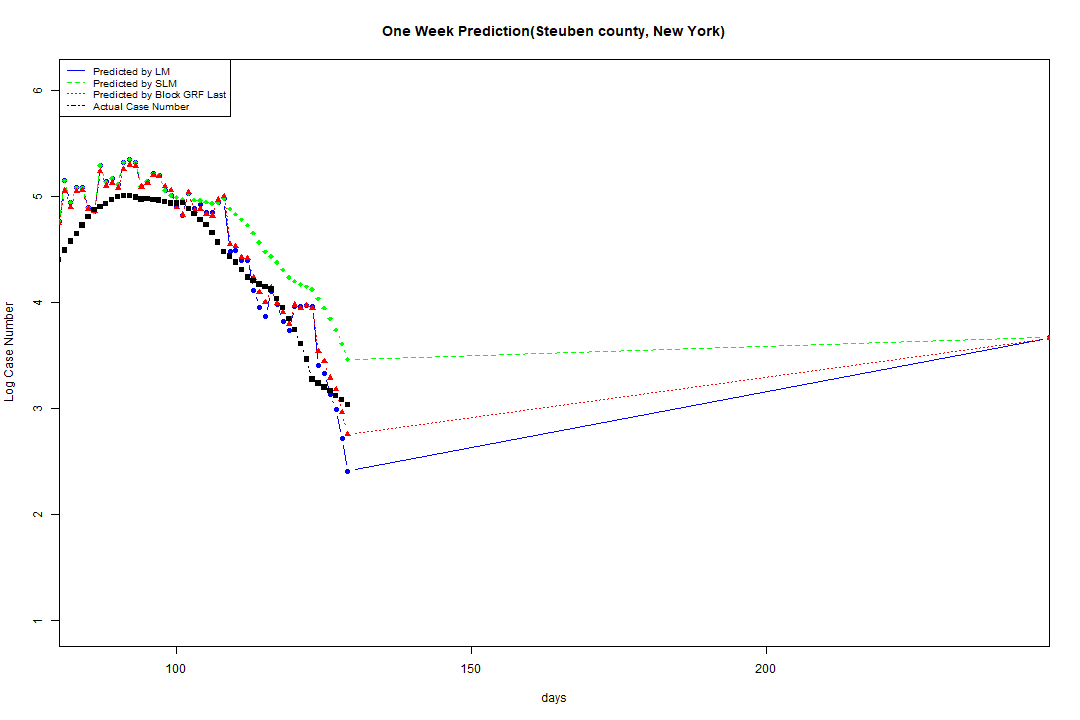 One Week Prediction(Steuben county, New York)
Predicted by LM
Predicted by SLM
Predicted by Block GRF Last
Actual Case Number
6
5
4
3
2
1
Log Case Number
100
150
200
days